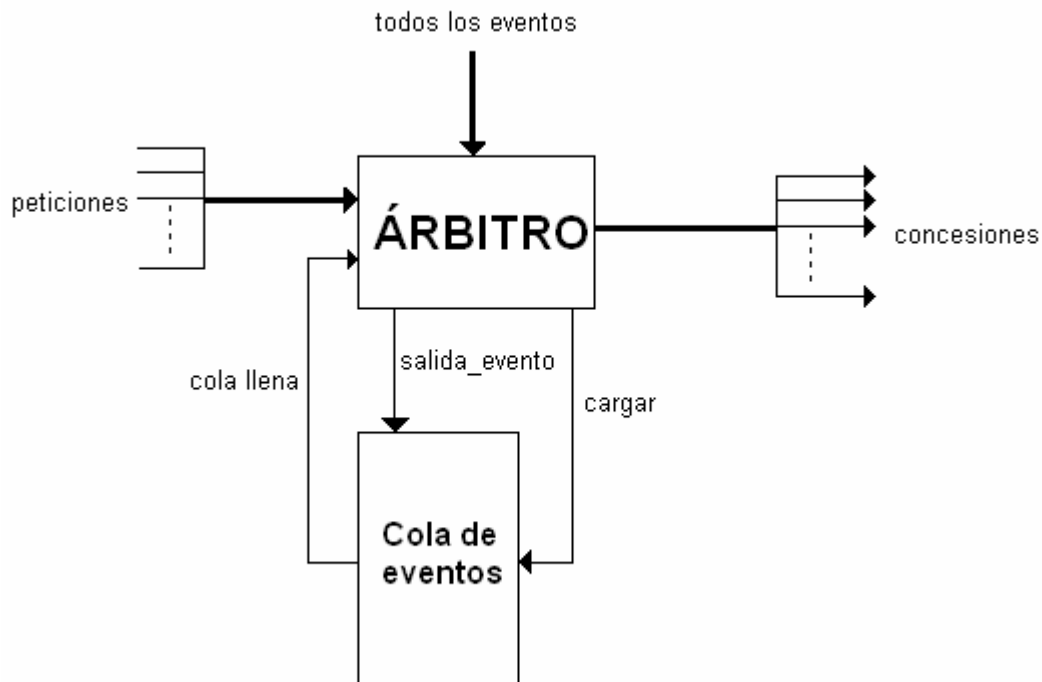 todos los eventos
peticiones
ÁRBITRO
concesiones
salida_evento
cola llena
cargar
Cola de
eventos